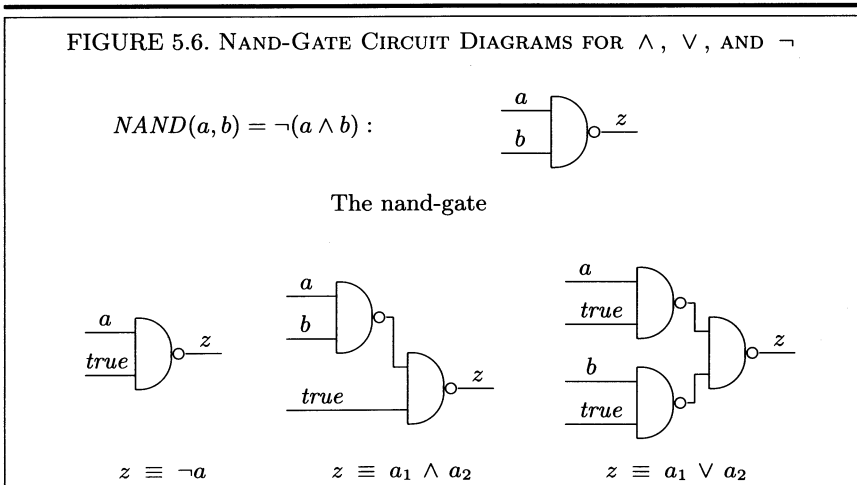 FIGURE 5.6. NAND-GATE CIRCUIT DIAGRAMS FOR ∧, ∨, AND ¬
a
NAND(a, b) = ¬(a ∧ b) :
z
b
The nand-gate
a
b
true
z
a
true
z
a
true
b
true
z
z ≡ ¬a
z ≡ a₁ ∧ a₂
z ≡ a₁ ∨ a₂